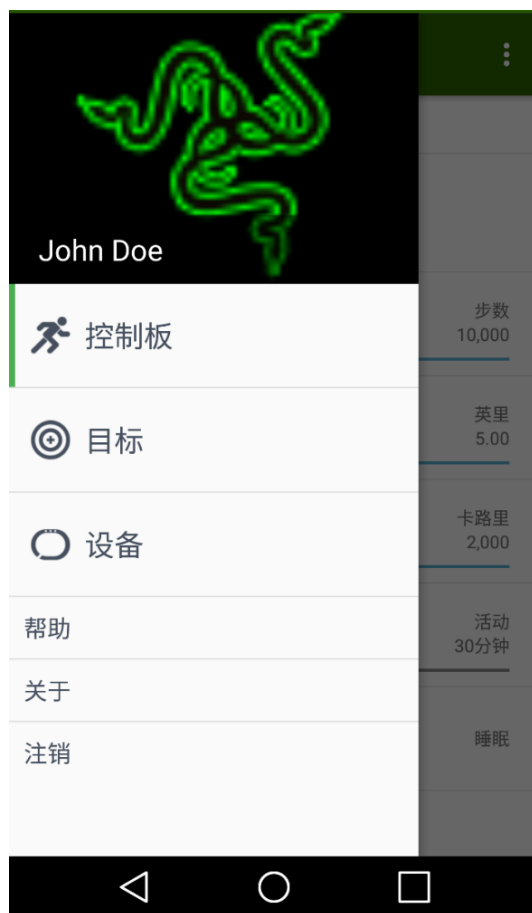 John Doe
控制板
目标
设备
帮助
关于
注销
步数
10,000
英里
5.00
卡路里
2,000
活动
30分钟
睡眠